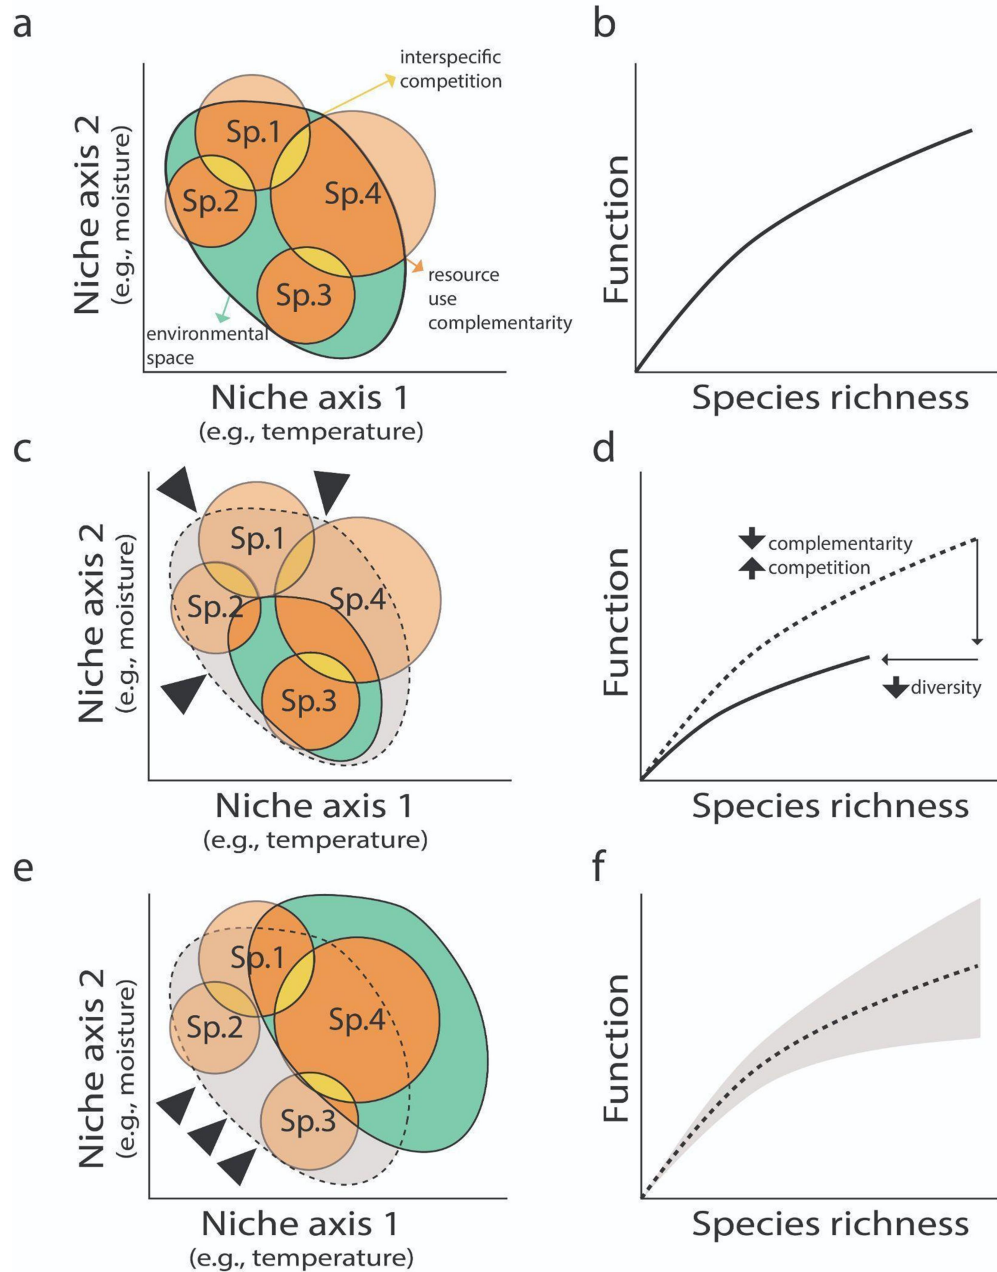 a
interspecific
competition
Niche axis 2
(e.g., moisture)
Sp.1
Sp.2
Sp.4
Sp.3
resource
use
complementarity
environmental
space
Niche axis 1
(e.g., temperature)
b
Function
Species richness
c
Niche axis 2
(e.g., moisture)
Sp.1
Sp.2
Sp.4
Sp.3
Niche axis 1
(e.g., temperature)
d
Function
complementarity
competition
diversity
Species richness
e
Niche axis 2
(e.g., moisture)
Sp.1
Sp.2
Sp.4
Sp.3
Niche axis 1
(e.g., temperature)
f
Function
Species richness